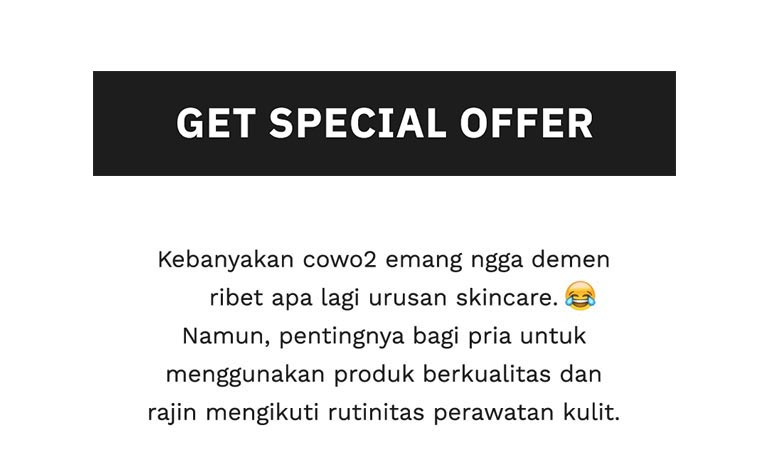 GET SPECIAL OFFER
Kebanyakan cowo2 emang ngga demen
ribet apa lagi urusan skincare. 😂
Namun, pentingnya bagi pria untuk
menggunakan produk berkualitas dan
rajin mengikuti rutinitas perawatan kulit.